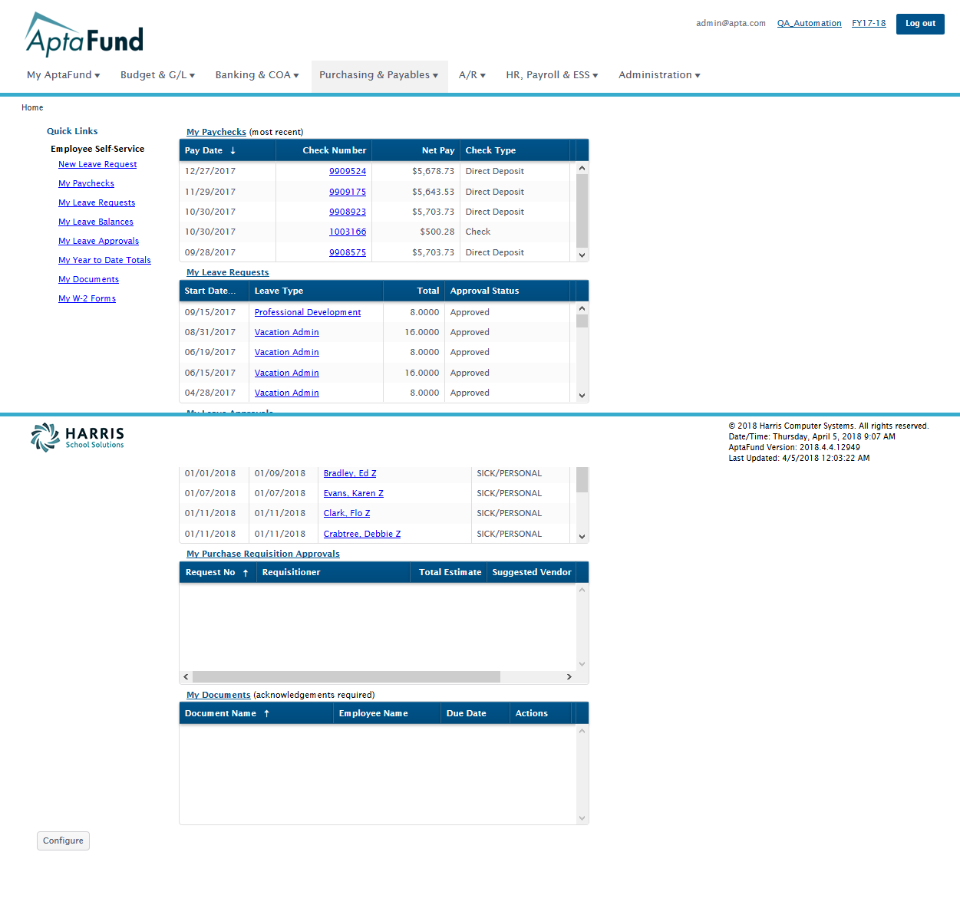 AptaFund
admin@apta.com QA_Automation FY17-18 Log out
My AptaFund Budget & G/L Banking & COA Purchasing & Payables A/R HR, Payroll & ESS Administration
Home
Quick Links
Employee Self-Service
New Leave Request
My Paychecks
My Leave Requests
My Leave Balances
My Leave Approvals
My Year to Date Totals
My Documents
My W-2 Forms
My Paychecks (most recent)
Pay Date ↓ Check Number Net Pay Check Type
12/27/2017 9909524 $5,678.73 Direct Deposit
11/29/2017 9909175 $5,643.53 Direct Deposit
10/30/2017 9908923 $5,703.73 Direct Deposit
10/30/2017 1003166 $500.28 Check
09/28/2017 9908575 $5,703.73 Direct Deposit
My Leave Requests
Start Date... Leave Type Total Approval Status
09/15/2017 Professional Development 8.0000 Approved
08/31/2017 Vacation Admin 16.0000 Approved
06/19/2017 Vacation Admin 8.0000 Approved
06/15/2017 Vacation Admin 16.0000 Approved
04/28/2017 Vacation Admin 8.0000 Approved
My Leave Approvals
HARRIS
School Solutions
© 2018 Harris Computer Systems. All rights reserved.
Date/Time: Thursday, April 5, 2018 9:07 AM
AptaFund Version: 2018.4.4.12949
Last Updated: 4/5/2018 12:03:22 AM
01/01/2018 01/09/2018 Bradley, Ed Z SICK/PERSONAL
01/07/2018 01/07/2018 Evans, Karen Z SICK/PERSONAL
01/11/2018 01/11/2018 Clark, Flo Z SICK/PERSONAL
01/11/2018 01/11/2018 Crabtree, Debbie Z SICK/PERSONAL
My Purchase Requisition Approvals
Request No ↑ Requisitioner Total Estimate Suggested Vendor
My Documents (acknowledgements required)
Document Name ↑ Employee Name Due Date Actions
Configure